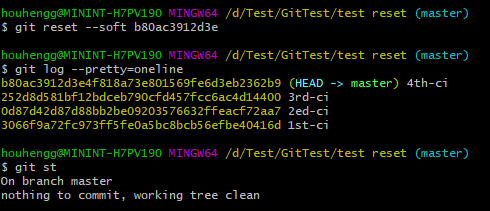 houhengg@MININT-H7PV190 MINGW64 /d/Test/GitTest/test reset (master)
$ git reset --soft b80ac3912d3e
houhengg@MININT-H7PV190 MINGW64 /d/Test/GitTest/test reset (master)
$ git log --pretty=oneline
b80ac3912d3e4f818a73e801569fe6d3eb2362b9 (HEAD -> master) 4th-ci
252d8d581bf12bdceb790cfd457fcc6ac4d14400 3rd-ci
0d87d42d87d88bb2be09203576632ffeacf72aa7 2ed-ci
3066f9a72fc973ff5fe0a5bc8bcb56efbe40416d 1st-ci
houhengg@MININT-H7PV190 MINGW64 /d/Test/GitTest/test reset (master)
$ git st
On branch master
nothing to commit, working tree clean